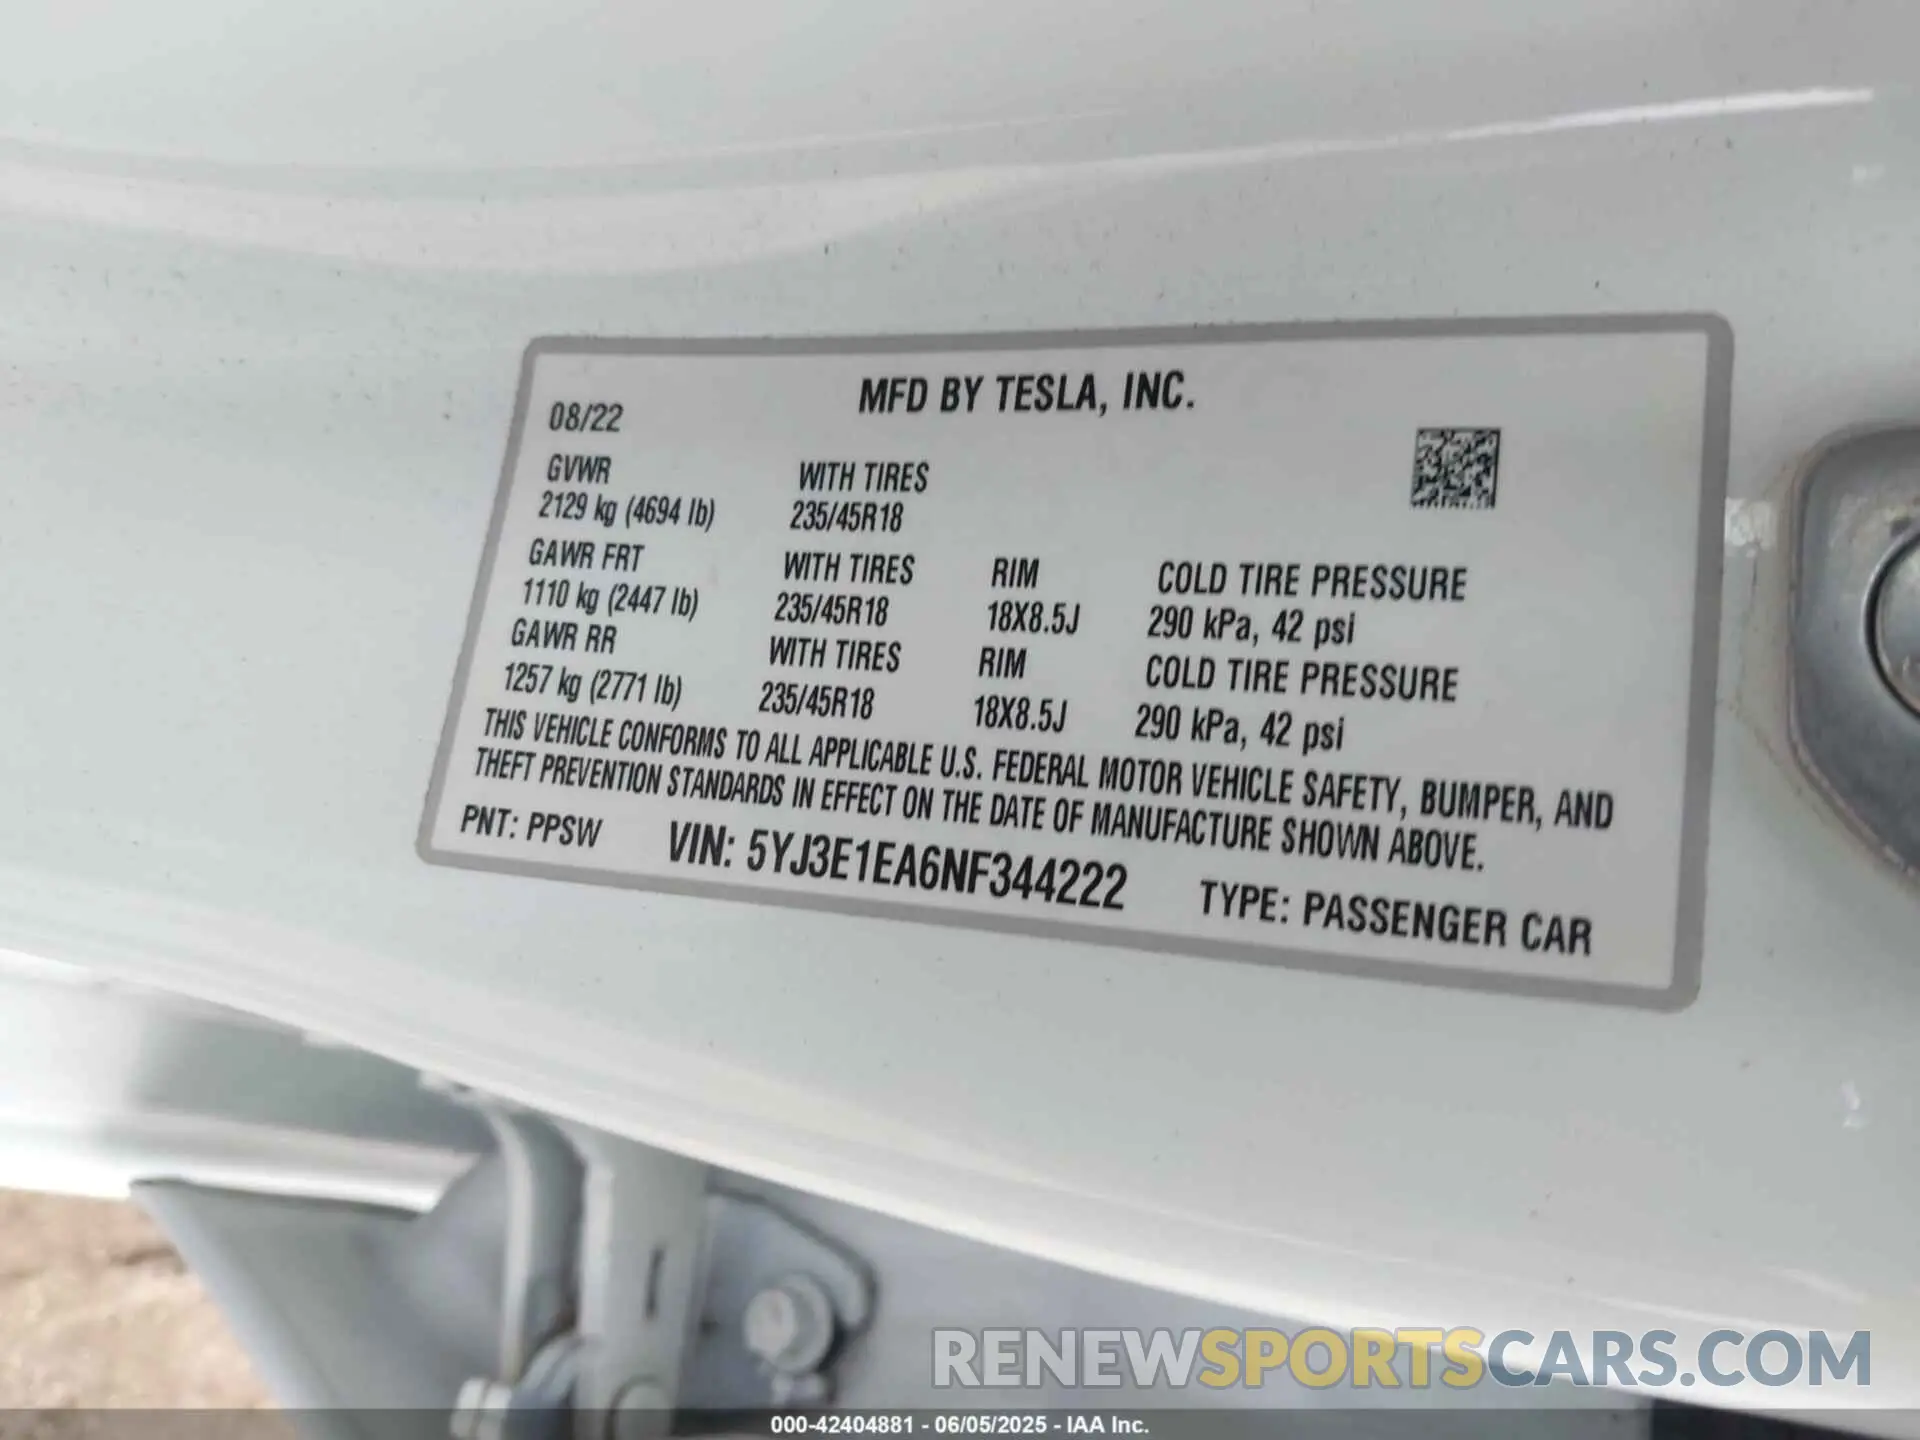 MFD BY TESLA, INC.
08/22
GVWR WITH TIRES
2129 kg (4694 lb) 235/45R18
GAWR FRT WITH TIRES RIM COLD TIRE PRESSURE
1110 kg (2447 lb) 235/45R18 18X8.5J 290 kPa, 42 psi
GAWR RR WITH TIRES RIM COLD TIRE PRESSURE
1257 kg (2771 lb) 235/45R18 18X8.5J 290 kPa, 42 psi
THIS VEHICLE CONFORMS TO ALL APPLICABLE U.S. FEDERAL MOTOR VEHICLE SAFETY, BUMPER, AND
THEFT PREVENTION STANDARDS IN EFFECT ON THE DATE OF MANUFACTURE SHOWN ABOVE.
PNT: PPSW VIN: 5YJ3E1EA6NF344222 TYPE: PASSENGER CAR
RENEWSPORTSCARS.COM
000-42404881 - 06/05/2025 - IAA Inc.